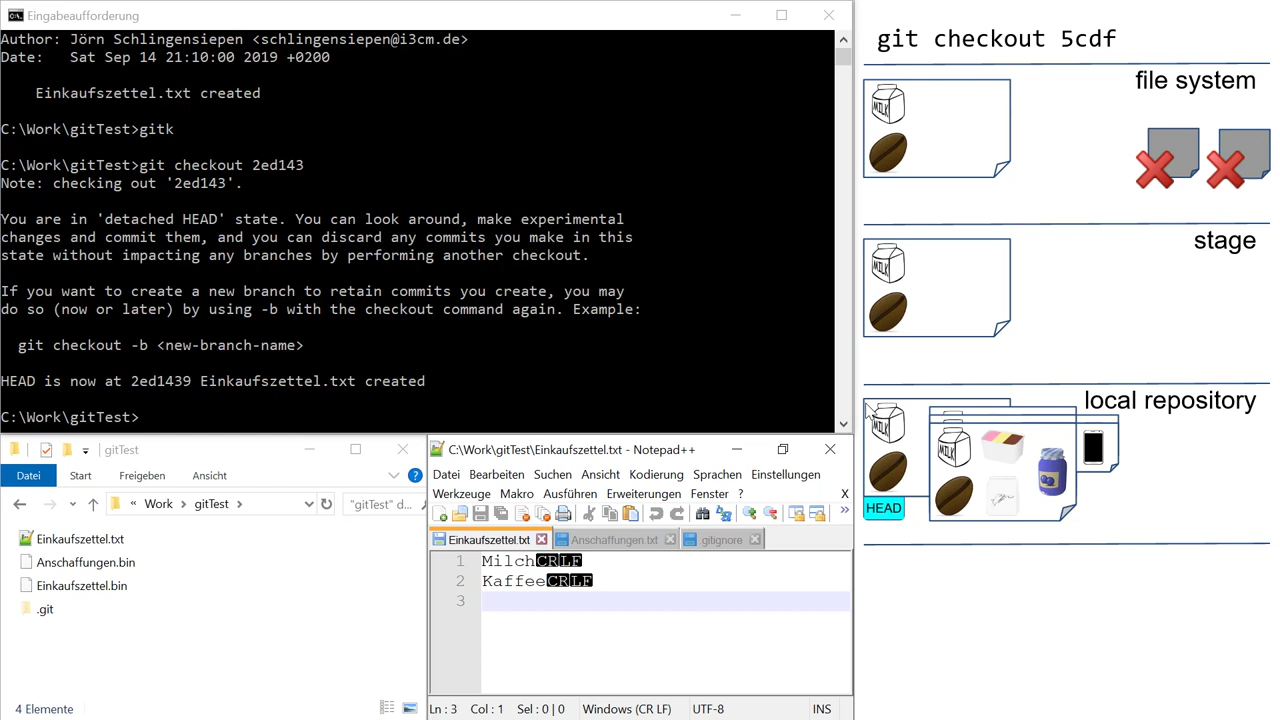 Eingabeaufforderung
Author: Jörn Schlingensiepen <schlingensiepen@i3cm.de>
Date:   Sat Sep 14 21:10:00 2019 +0200
Einkaufszettel.txt created
C:\Work\gitTest>gitk
C:\Work\gitTest>git checkout 2ed143
Note: checking out '2ed143'.
You are in 'detached HEAD' state. You can look around, make experimental
changes and commit them, and you can discard any commits you make in this
state without impacting any branches by performing another checkout.
If you want to create a new branch to retain commits you create, you may
do so (now or later) by using -b with the checkout command again. Example:
git checkout -b <new-branch-name>
HEAD is now at 2ed1439 Einkaufszettel.txt created
C:\Work\gitTest>
gitTest
Datei Start Freigeben Ansicht
« Work > gitTest > "gitTest" d...
Einkaufszettel.txt
Anschaffungen.bin
Einkaufszettel.bin
.git
4 Elemente
C:\Work\gitTest\Einkaufszettel.txt - Notepad++
Datei Bearbeiten Suchen Ansicht Kodierung Sprachen Einstellungen
Werkzeuge Makro Ausführen Erweiterungen Fenster ? X
Einkaufszettel.txt Anschaffungen.txt gitignore
1 Milch CR LF
2 Kaffee CR LF
3
Ln : 3 Col : 1 Sel : 0 | 0 Windows (CR LF) UTF-8 INS
git checkout 5cdf
file system
MILK
stage
MILK
local repository
MILK
MILK
HEAD